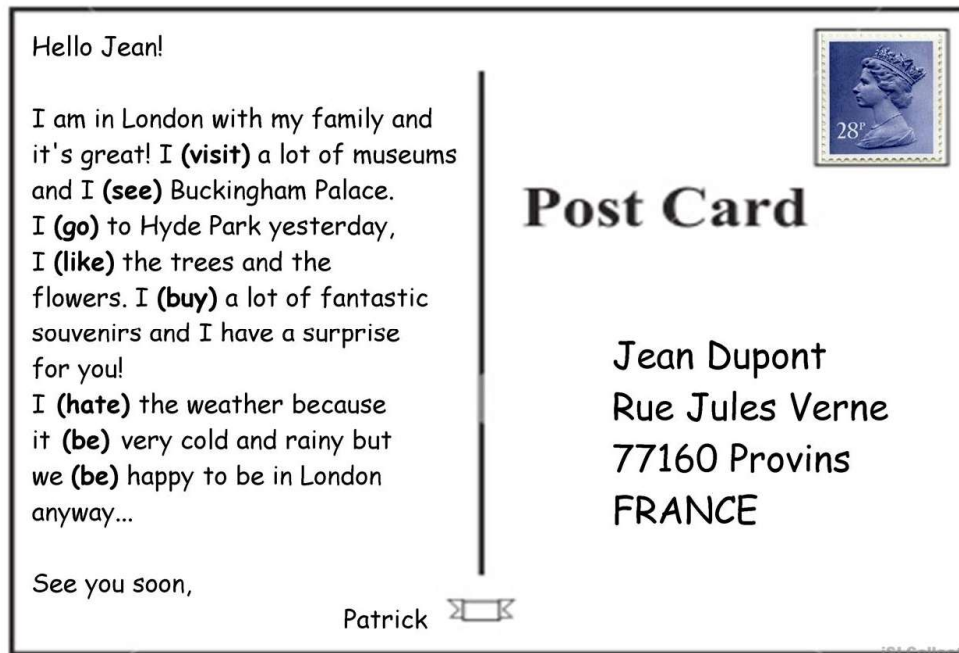 Hello Jean!
I am in London with my family and
it's great! I (visit) a lot of museums
and I (see) Buckingham Palace.
I (go) to Hyde Park yesterday,
I (like) the trees and the
flowers. I (buy) a lot of fantastic
souvenirs and I have a surprise
for you!
I (hate) the weather because
it (be) very cold and rainy but
we (be) happy to be in London
anyway...
See you soon,
Patrick
28P
Post Card
Jean Dupont
Rue Jules Verne
77160 Provins
FRANCE